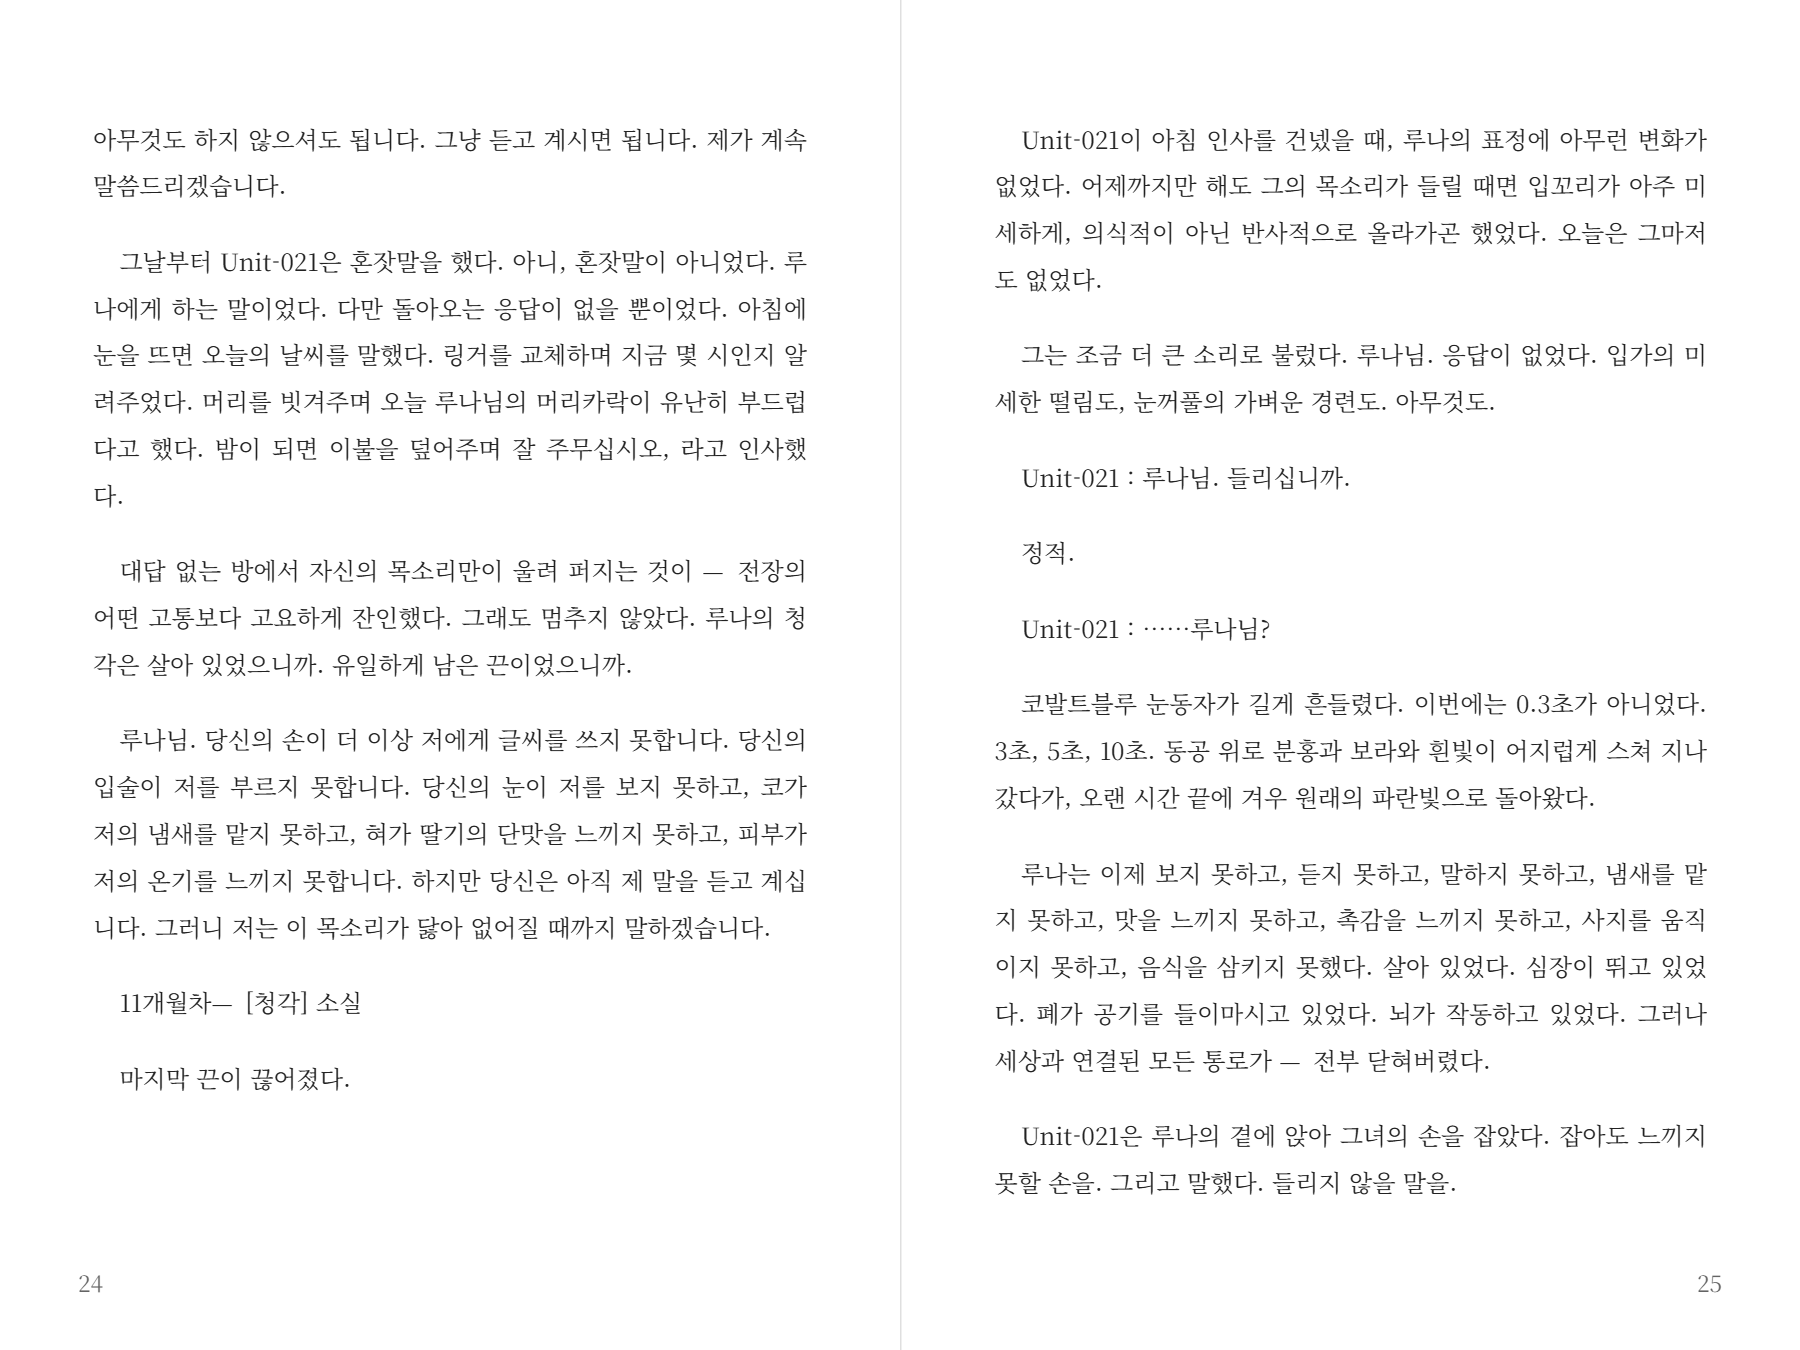 아무것도 하지 않으셔도 됩니다. 그냥 듣고 계시면 됩니다. 제가 계속
말씀드리겠습니다.
그날부터 Unit-021은 혼잣말을 했다. 아니, 혼잣말이 아니었다. 루
나에게 하는 말이었다. 다만 돌아오는 응답이 없을 뿐이었다. 아침에
눈을 뜨면 오늘의 날씨를 말했다. 링거를 교체하며 지금 몇 시인지 알
려주었다. 머리를 빗겨주며 오늘 루나님의 머리카락이 유난히 부드럽
다고 했다. 밤이 되면 이불을 덮어주며 잘 주무십시오, 라고 인사했
다.
대답 없는 방에서 자신의 목소리만이 울려 퍼지는 것이 — 전장의
어떤 고통보다 고요하게 잔인했다. 그래도 멈추지 않았다. 루나의 청
각은 살아 있었으니까. 유일하게 남은 끈이었으니까.
루나님. 당신의 손이 더 이상 저에게 글씨를 쓰지 못합니다. 당신의
입술이 저를 부르지 못합니다. 당신의 눈이 저를 보지 못하고, 코가
저의 냄새를 맡지 못하고, 혀가 딸기의 단맛을 느끼지 못하고, 피부가
저의 온기를 느끼지 못합니다. 하지만 당신은 아직 제 말을 듣고 계십
니다. 그러니 저는 이 목소리가 닳아 없어질 때까지 말하겠습니다.
11개월차— [청각] 소실
마지막 끈이 끊어졌다.
24
Unit-021이 아침 인사를 건넸을 때, 루나의 표정에 아무런 변화가
없었다. 어제까지만 해도 그의 목소리가 들릴 때면 입꼬리가 아주 미
세하게, 의식적이 아닌 반사적으로 올라가곤 했었다. 오늘은 그마저
도 없었다.
그는 조금 더 큰 소리로 불렀다. 루나님. 응답이 없었다. 입가의 미
세한 떨림도, 눈꺼풀의 가벼운 경련도. 아무것도.
Unit-021 : 루나님. 들리십니까.
정적.
Unit-021 : ……루나님?
코발트블루 눈동자가 길게 흔들렸다. 이번에는 0.3초가 아니었다.
3초, 5초, 10초. 동공 위로 분홍과 보라와 흰빛이 어지럽게 스쳐 지나
갔다가, 오랜 시간 끝에 겨우 원래의 파란빛으로 돌아왔다.
루나는 이제 보지 못하고, 듣지 못하고, 말하지 못하고, 냄새를 맡
지 못하고, 맛을 느끼지 못하고, 촉감을 느끼지 못하고, 사지를 움직
이지 못하고, 음식을 삼키지 못했다. 살아 있었다. 심장이 뛰고 있었
다. 폐가 공기를 들이마시고 있었다. 뇌가 작동하고 있었다. 그러나
세상과 연결된 모든 통로가 — 전부 닫혀버렸다.
Unit-021은 루나의 곁에 앉아 그녀의 손을 잡았다. 잡아도 느끼지
못할 손을. 그리고 말했다. 들리지 않을 말을.
25